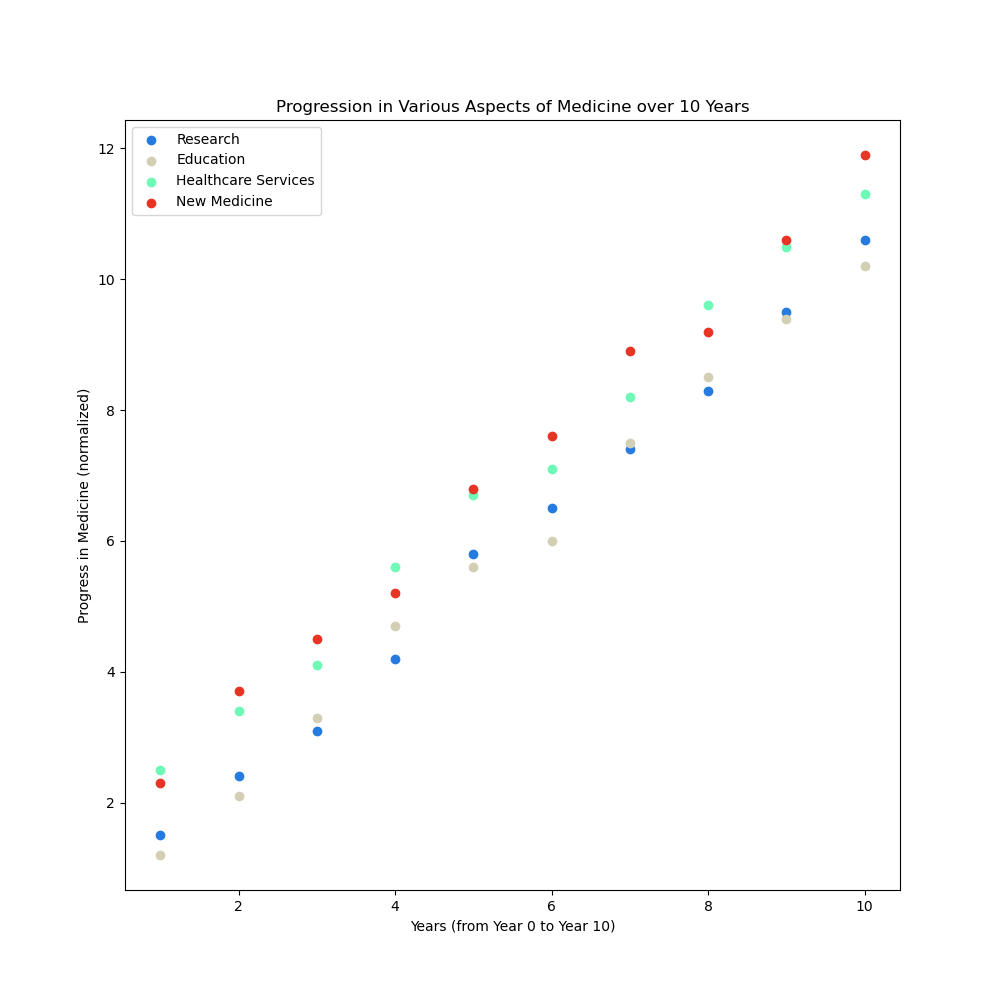 Progression in Various Aspects of Medicine over 10 Years
Research
Education
Healthcare Services
New Medicine
Progress in Medicine (normalized)
12
10
8
6
4
2
2 4 6 8 10
Years (from Year 0 to Year 10)